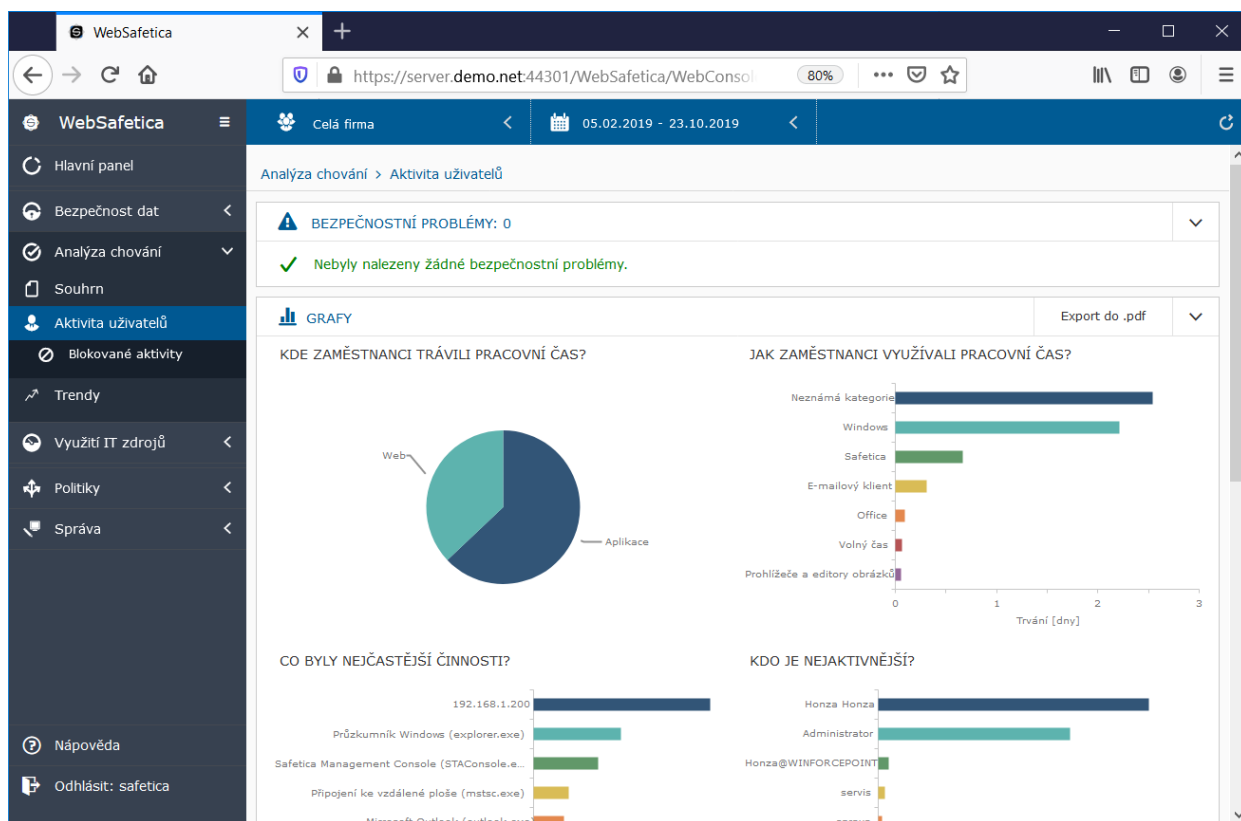 WebSafetica
https://server.demo.net:44301/WebSafetica/WebConsol
80%
WebSafetica
Celá firma
05.02.2019 - 23.10.2019
Hlavní panel
Bezpečnost dat
Analýza chování
Souhrn
Aktivita uživatelů
Blokované aktivity
Trendy
Využití IT zdrojů
Politiky
Správa
Nápověda
Odhlásit: safetica
Analýza chování > Aktivita uživatelů
BEZPEČNOSTNÍ PROBLÉMY: 0
Nebyly nalezeny žádné bezpečnostní problémy.
GRAFY
Export do .pdf
KDE ZAMĚSTNANCI TRÁVILI PRACOVNÍ ČAS?
Web
Aplikace
JAK ZAMĚSTNANCI VYUŽÍVALI PRACOVNÍ ČAS?
Neznámá kategorie
Windows
Safetica
E-mailový klient
Office
Volný čas
Prohlížeče a editory obrázků
0 1 2 3
Trvání [dny]
CO BYLY NEJČASTĚJŠÍ ČINNOSTI?
192.168.1.200
Průzkumník Windows (explorer.exe)
Safetica Management Console (STAConsole.e...
Připojení ke vzdálené ploše (mstsc.exe)
Microsoft Outlook (outlook.exe)
KDO JE NEJAKTIVNĚJŠÍ?
Honza Honza
Administrator
Honza@WINFORCEPOINT
servis